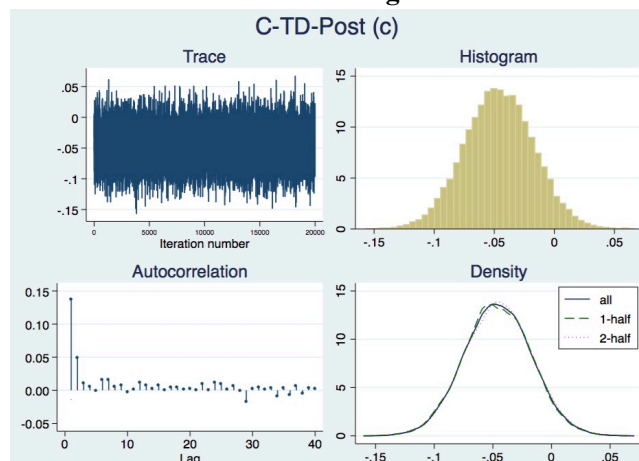 C-TD-Post (c)
Trace
.05
0
-.05
-.1
-.15
0 5000 10000 15000 20000
Iteration number
Histogram
15
10
5
0
-.15 -.1 -.05 0 .05
Autocorrelation
0.15
0.10
0.05
0.00
-0.05
0 10 20 30 40
Lag
Density
15
10
5
0
all
1-half
2-half
-.15 -.1 -.05 0 .05